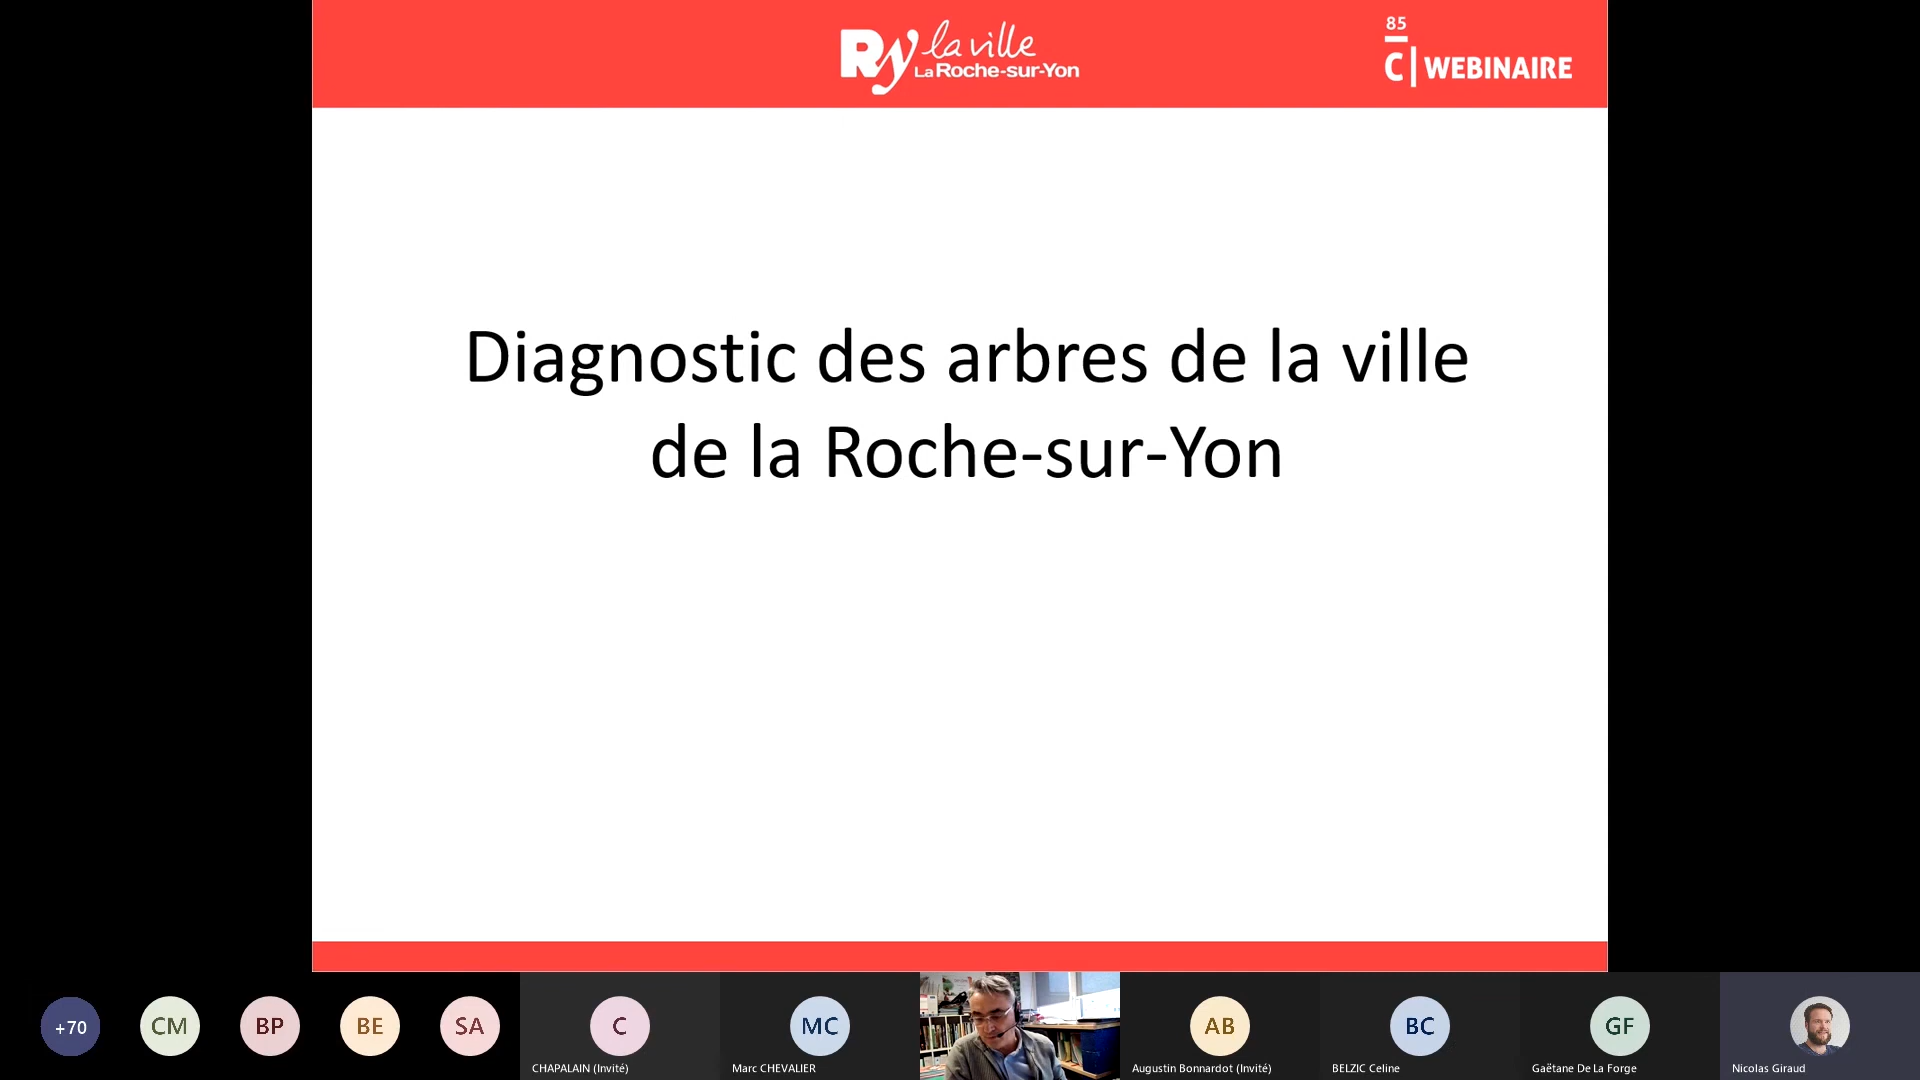 Ry la ville
La Roche-sur-Yon
85
C | WEBINAIRE
Diagnostic des arbres de la ville
de la Roche-sur-Yon
+70
CM
BP
BE
SA
C
CHAPALAIN (Invité)
MC
Marc CHEVALIER
AB
Augustin Bonnardot (Invité)
BC
BELZIC Celine
GF
Gaëtane De La Forge
Nicolas Giraud